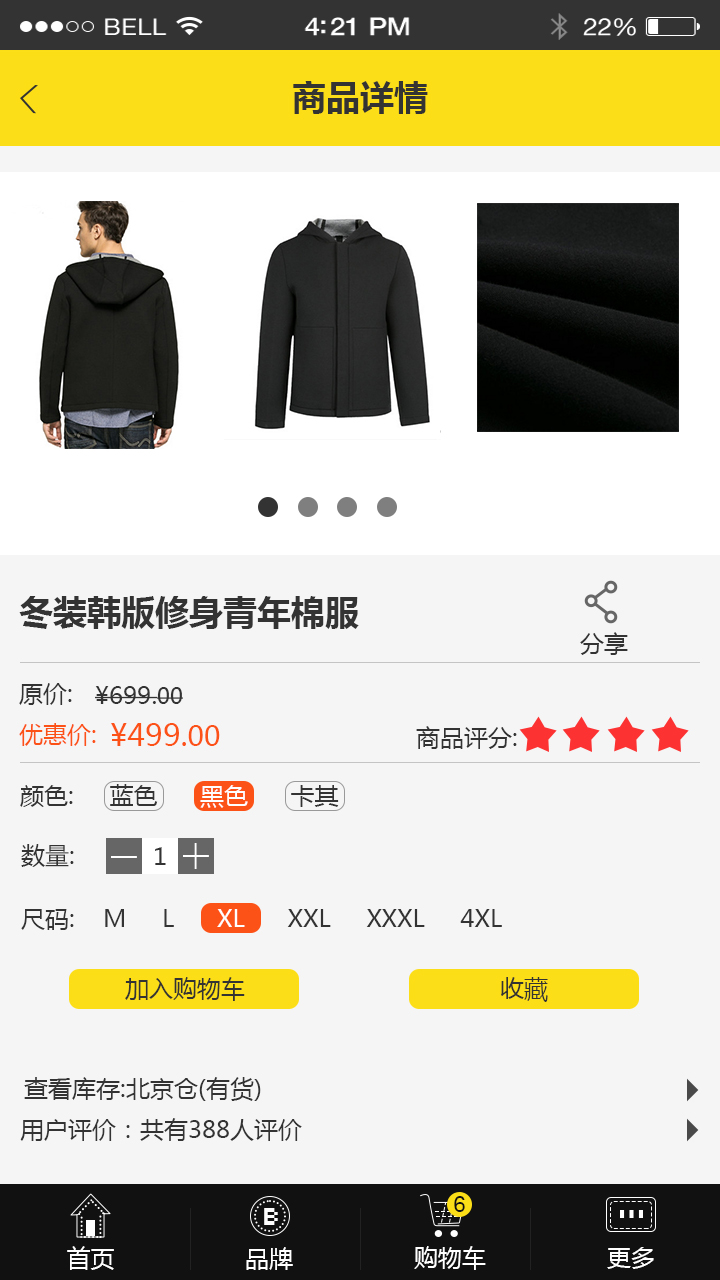 BELL 4:21 PM 22%
商品详情
冬装韩版修身青年棉服
分享
原价: ¥699.00
优惠价: ¥499.00 商品评分:
颜色: 蓝色 黑色 卡其
数量: 1
尺码: M L XL XXL XXXL 4XL
加入购物车 收藏
查看库存:北京仓(有货)
用户评价：共有388人评价
B 6
首页 品牌 购物车 更多